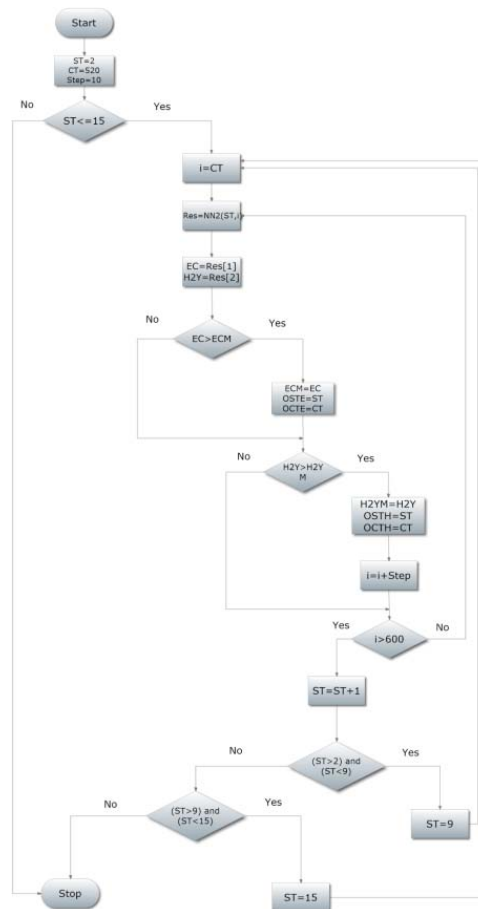 Start
ST=2
CT=520
Step=10
No
Yes
ST<=15
i=CT
Res=NN2(ST,i)
EC=Res[1]
H2Y=Res[2]
No
Yes
EC>ECM
ECM=EC
OSTE=ST
OCTE=CT
No
Yes
H2Y>H2Y
M
H2YM=H2Y
OSTH=ST
OCTH=CT
i=i+Step
Yes
No
i>600
ST=ST+1
No
Yes
(ST>2) and
(ST<9)
No
Yes
(ST>9) and
(ST<15)
ST=9
Stop
ST=15